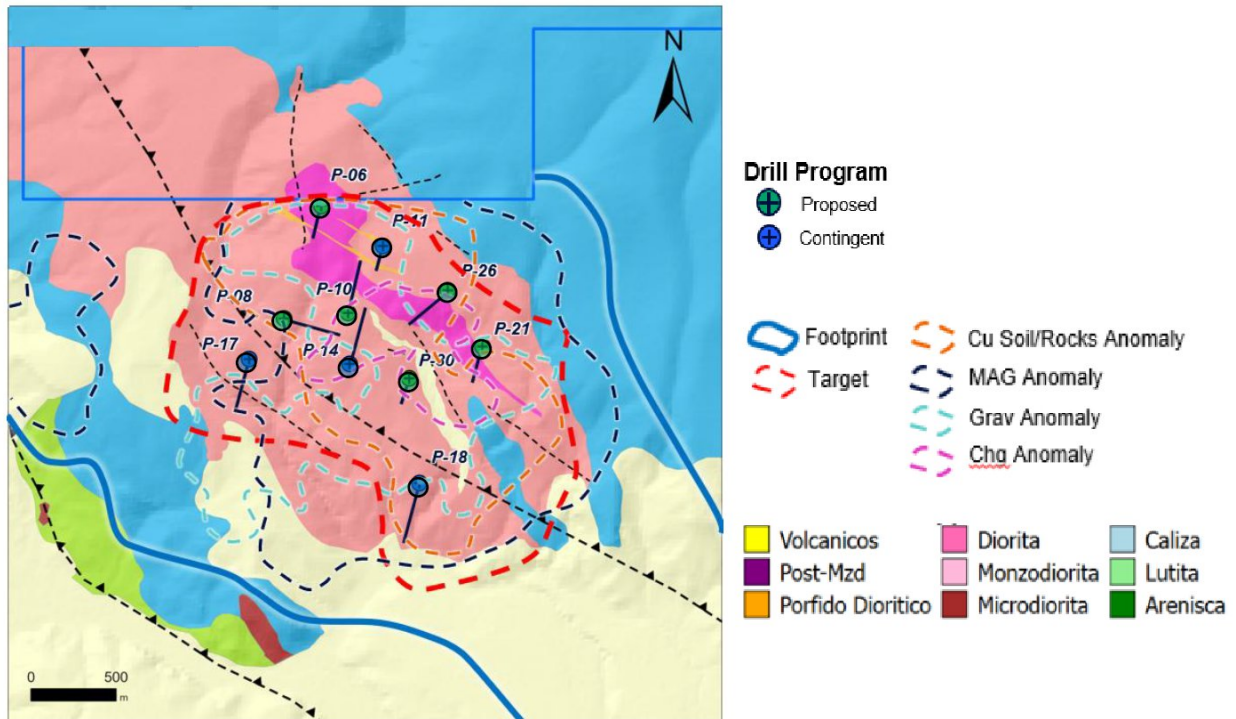 N
P-06
P-11
P-26
P-10
P-08
P-21
P-17
P-14
P-30
P-18
0 500
m
Drill Program
Proposed
Contingent
Footprint
Target
Cu Soil/Rocks Anomaly
MAG Anomaly
Grav Anomaly
Chg Anomaly
Volcanicos
Post-Mzd
Porfido Dioritico
Diorita
Monzodiorita
Microdiorita
Caliza
Lutita
Arenisca